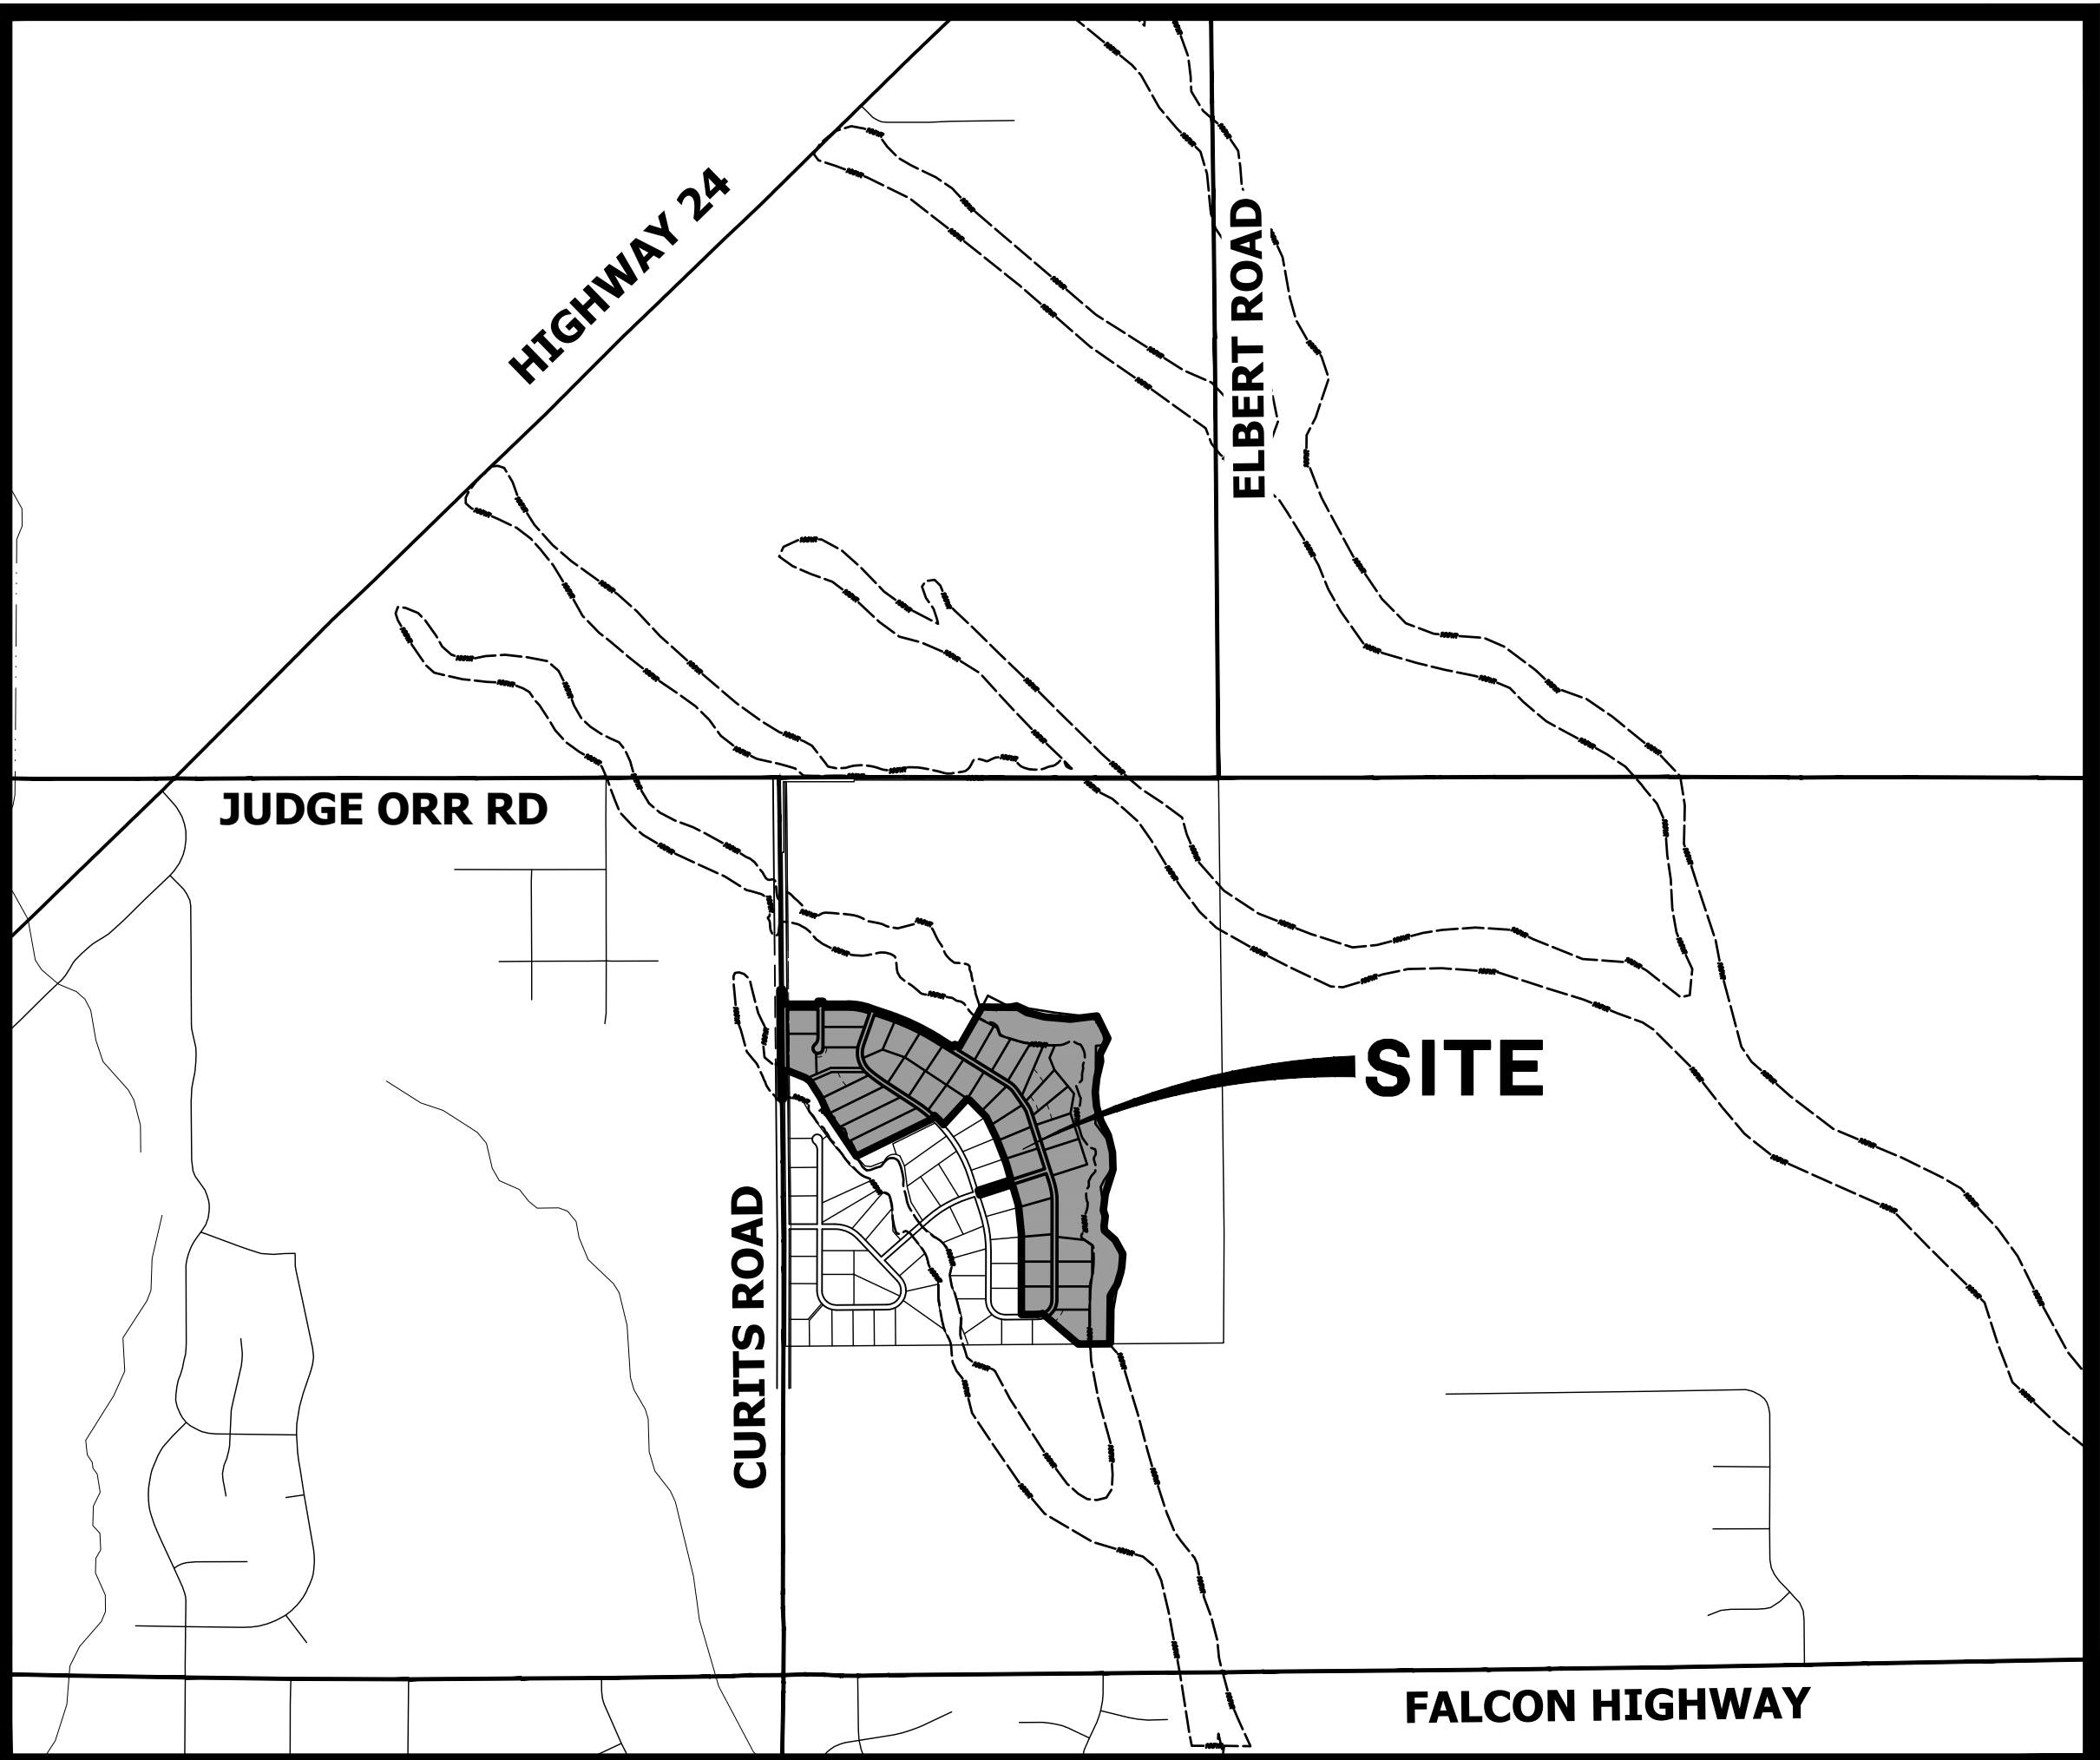 HIGHWAY 24
ELBERT ROAD
JUDGE ORR RD
SITE
CURITS ROAD
FALCON HIGHWAY